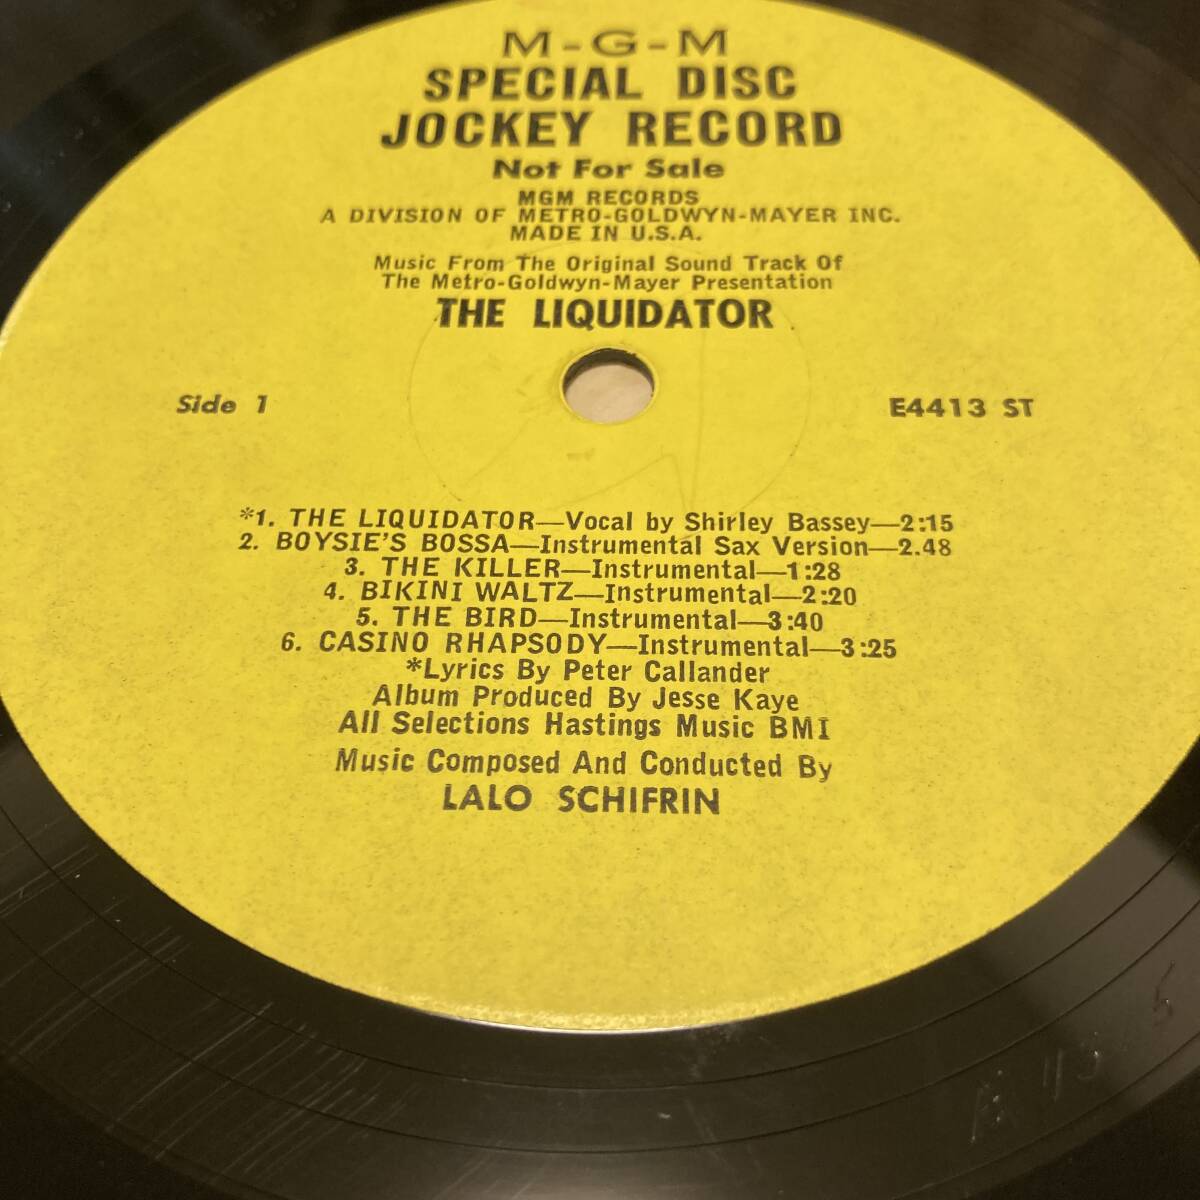 M-G-M
SPECIAL DISC
JOCKEY RECORD
Not For Sale
MGM RECORDS
A DIVISION OF METRO-GOLDWYN-MAYER INC.
MADE IN U.S.A.
Music From The Original Sound Track Of
The Metro-Goldwyn-Mayer Presentation
THE LIQUIDATOR
Side 1
E4413 ST
*1. THE LIQUIDATOR—Vocal by Shirley Bassey—2:15
2. BOYSIE'S BOSSA—Instrumental Sax Version—2.48
3. THE KILLER—Instrumental—1:28
4. BIKINI WALTZ—Instrumental—2:20
5. THE BIRD—Instrumental—3:40
6. CASINO RHAPSODY—Instrumental—3:25
*Lyrics By Peter Callander
Album Produced By Jesse Kaye
All Selections Hastings Music BMI
Music Composed And Conducted By
LALO SCHIFRIN